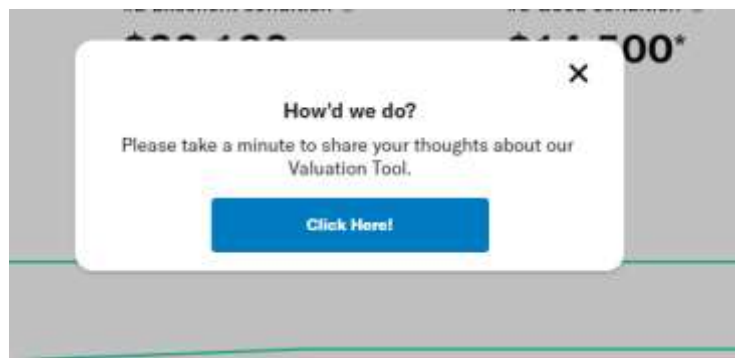 $14,500*
How'd we do?
Please take a minute to share your thoughts about our
Valuation Tool.
Click Here!